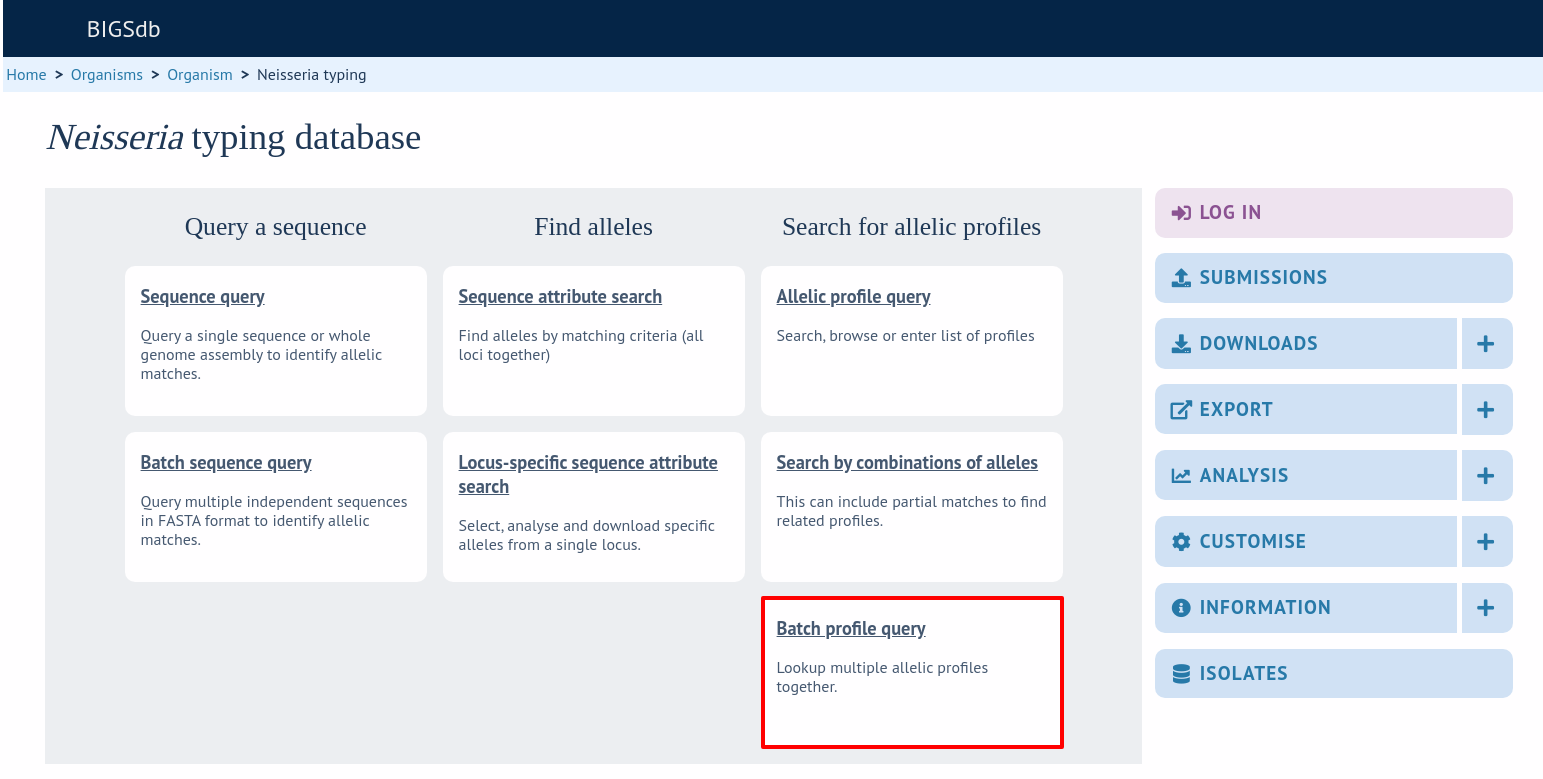 BIGSdb
Home > Organisms > Organism > Neisseria typing
Neisseria typing database
Query a sequence
Sequence query
Query a single sequence or whole
genome assembly to identify allelic
matches.
Batch sequence query
Query multiple independent sequences
in FASTA format to identify allelic
matches.
Find alleles
Sequence attribute search
Find alleles by matching criteria (all
loci together)
Locus-specific sequence attribute
search
Select, analyse and download specific
alleles from a single locus.
Search for allelic profiles
Allelic profile query
Search, browse or enter list of profiles
Search by combinations of alleles
This can include partial matches to find
related profiles.
Batch profile query
Lookup multiple allelic profiles
together.
LOG IN
SUBMISSIONS
DOWNLOADS +
EXPORT +
ANALYSIS +
CUSTOMISE +
INFORMATION +
ISOLATES